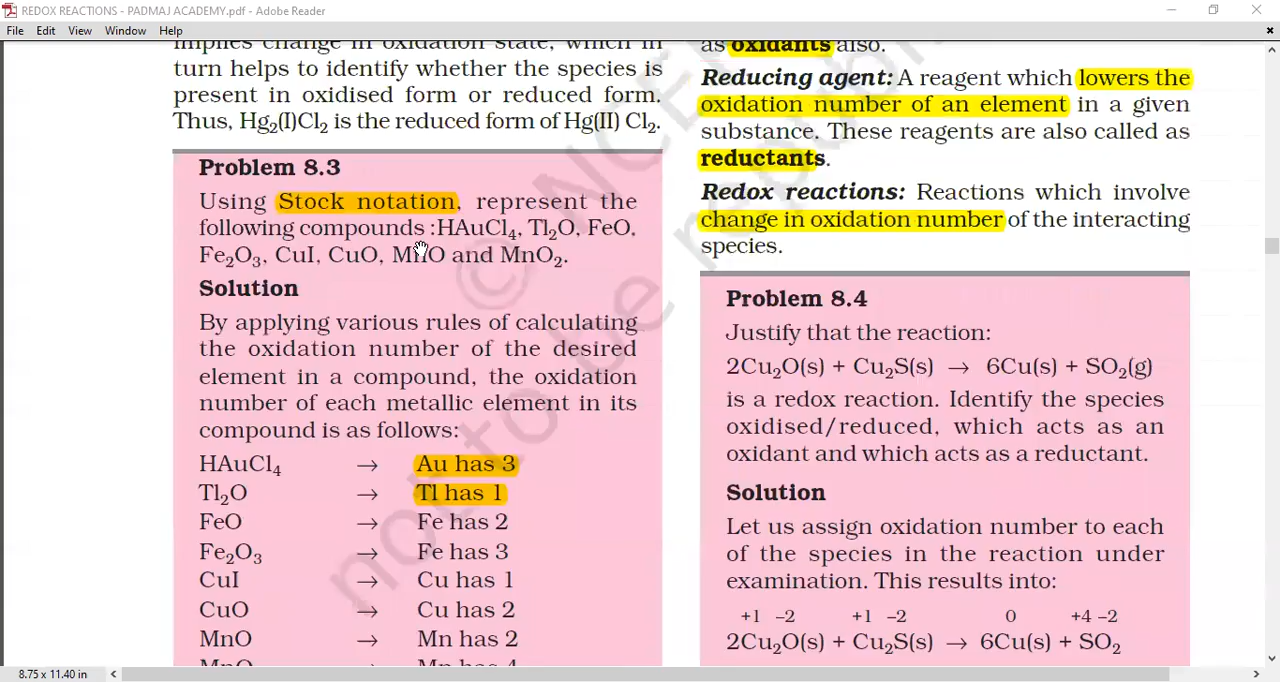 REDOX REACTIONS - PADMAJ ACADEMY.pdf - Adobe Reader
File Edit View Window Help
implies change in oxidation state, which in
turn helps to identify whether the species is
present in oxidised form or reduced form.
Thus, Hg₂(I)Cl₂ is the reduced form of Hg(II) Cl₂.
Problem 8.3
Using Stock notation, represent the
following compounds :HAuCl₄, Tl₂O, FeO,
Fe₂O₃, CuI, CuO, MnO and MnO₂.
Solution
By applying various rules of calculating
the oxidation number of the desired
element in a compound, the oxidation
number of each metallic element in its
compound is as follows:
HAuCl₄ → Au has 3
Tl₂O → Tl has 1
FeO → Fe has 2
Fe₂O₃ → Fe has 3
CuI → Cu has 1
CuO → Cu has 2
MnO → Mn has 2
MnO → Mn has 4
as oxidants also.
Reducing agent: A reagent which lowers the
oxidation number of an element in a given
substance. These reagents are also called as
reductants.
Redox reactions: Reactions which involve
change in oxidation number of the interacting
species.
Problem 8.4
Justify that the reaction:
2Cu₂O(s) + Cu₂S(s) → 6Cu(s) + SO₂(g)
is a redox reaction. Identify the species
oxidised/reduced, which acts as an
oxidant and which acts as a reductant.
Solution
Let us assign oxidation number to each
of the species in the reaction under
examination. This results into:
+1 –2 +1 –2 0 +4 –2
2Cu₂O(s) + Cu₂S(s) → 6Cu(s) + SO₂
© NCE
not to be republis
8.75 x 11.40 in